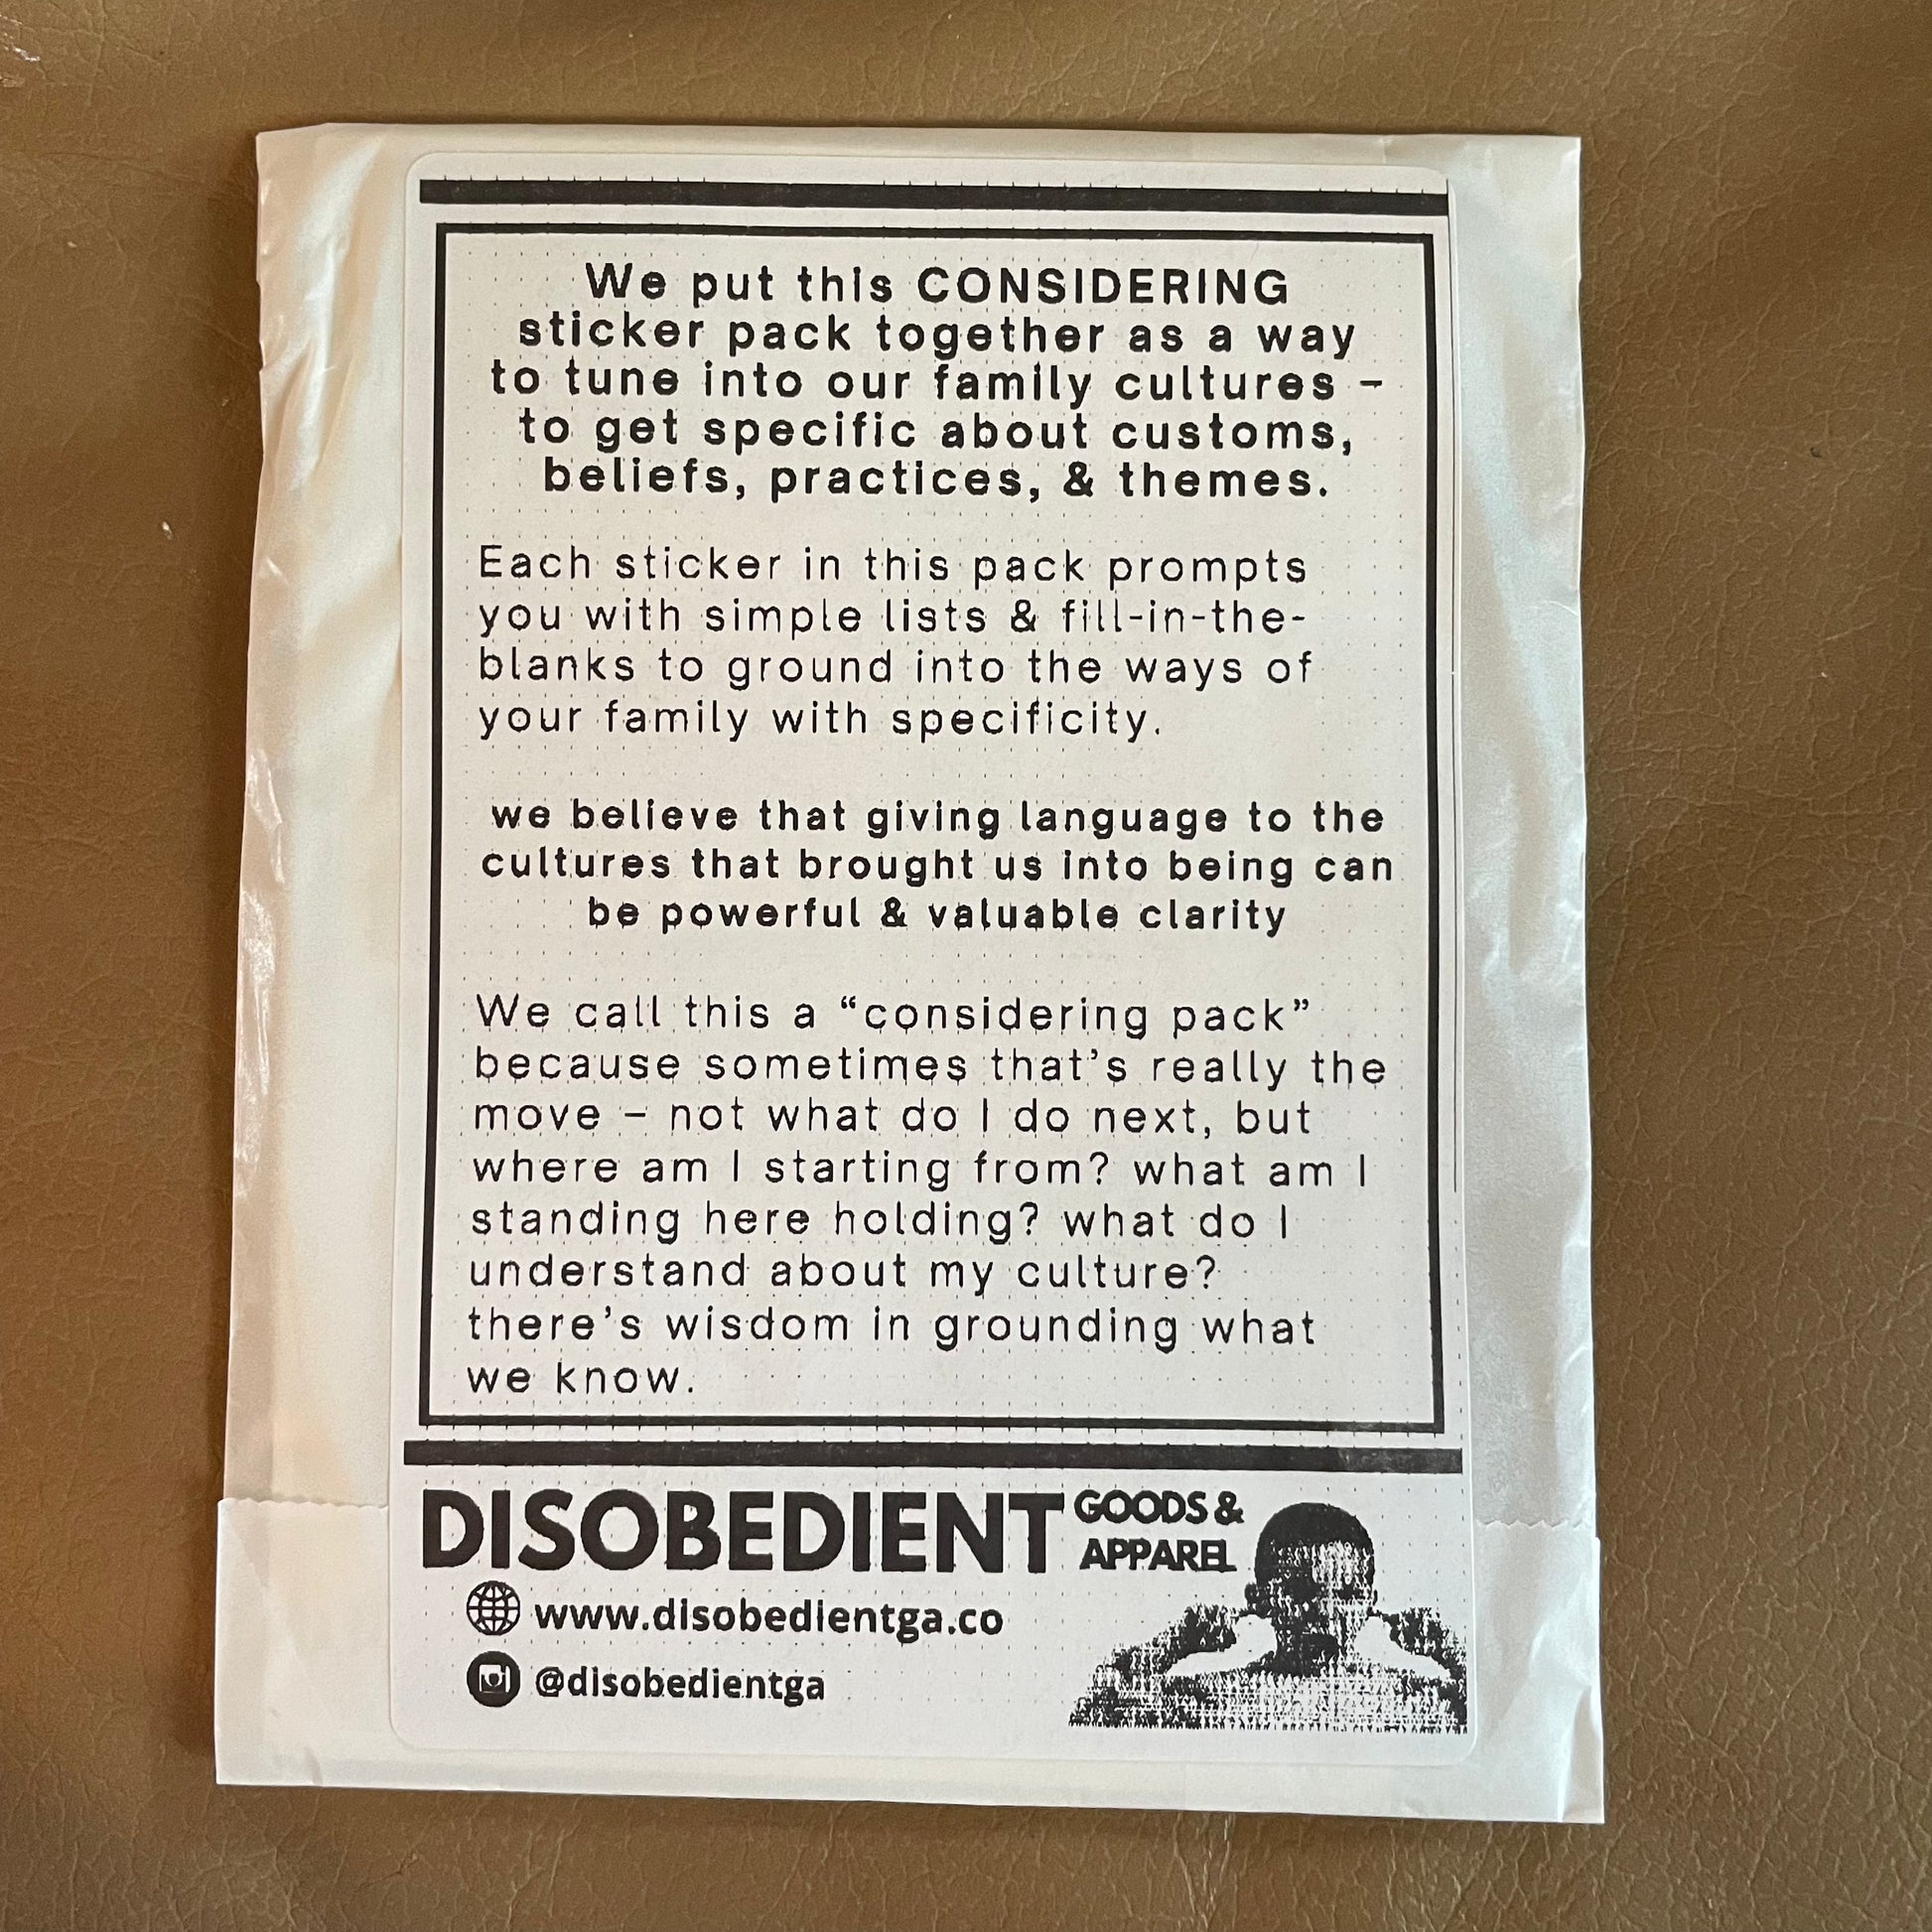 We put this CONSIDERING
sticker pack together as a way
to tune into our family cultures –
to get specific about customs,
beliefs, practices, & themes.
Each sticker in this pack prompts
you with simple lists & fill-in-the-
blanks to ground into the ways of
your family with specificity.
we believe that giving language to the
cultures that brought us into being can
be powerful & valuable clarity
We call this a “considering pack”
because sometimes that’s really the
move – not what do I do next, but
where am I starting from? what am I
standing here holding? what do I
understand about my culture?
there’s wisdom in grounding what
we know.
DISOBEDIENT GOODS &
APPAREL
www.disobedientga.co
@disobedientga